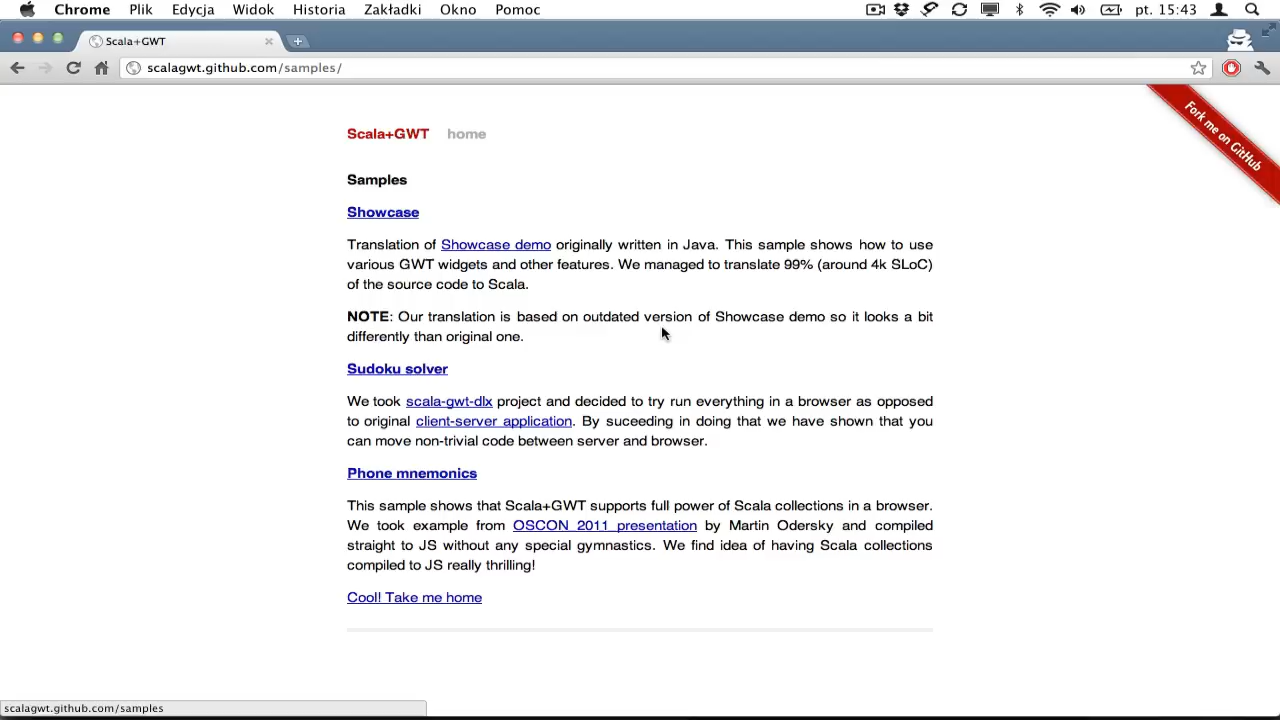 Chrome Plik Edycja Widok Historia Zakładki Okno Pomoc pt. 15:43
Scala+GWT
scalagwt.github.com/samples/
Fork me on GitHub
Scala+GWT home
Samples
Showcase
Translation of Showcase demo originally written in Java. This sample shows how to use
various GWT widgets and other features. We managed to translate 99% (around 4k SLoC)
of the source code to Scala.
NOTE: Our translation is based on outdated version of Showcase demo so it looks a bit
differently than original one.
Sudoku solver
We took scala-gwt-dlx project and decided to try run everything in a browser as opposed
to original client-server application. By suceeding in doing that we have shown that you
can move non-trivial code between server and browser.
Phone mnemonics
This sample shows that Scala+GWT supports full power of Scala collections in a browser.
We took example from OSCON 2011 presentation by Martin Odersky and compiled
straight to JS without any special gymnastics. We find idea of having Scala collections
compiled to JS really thrilling!
Cool! Take me home
scalagwt.github.com/samples